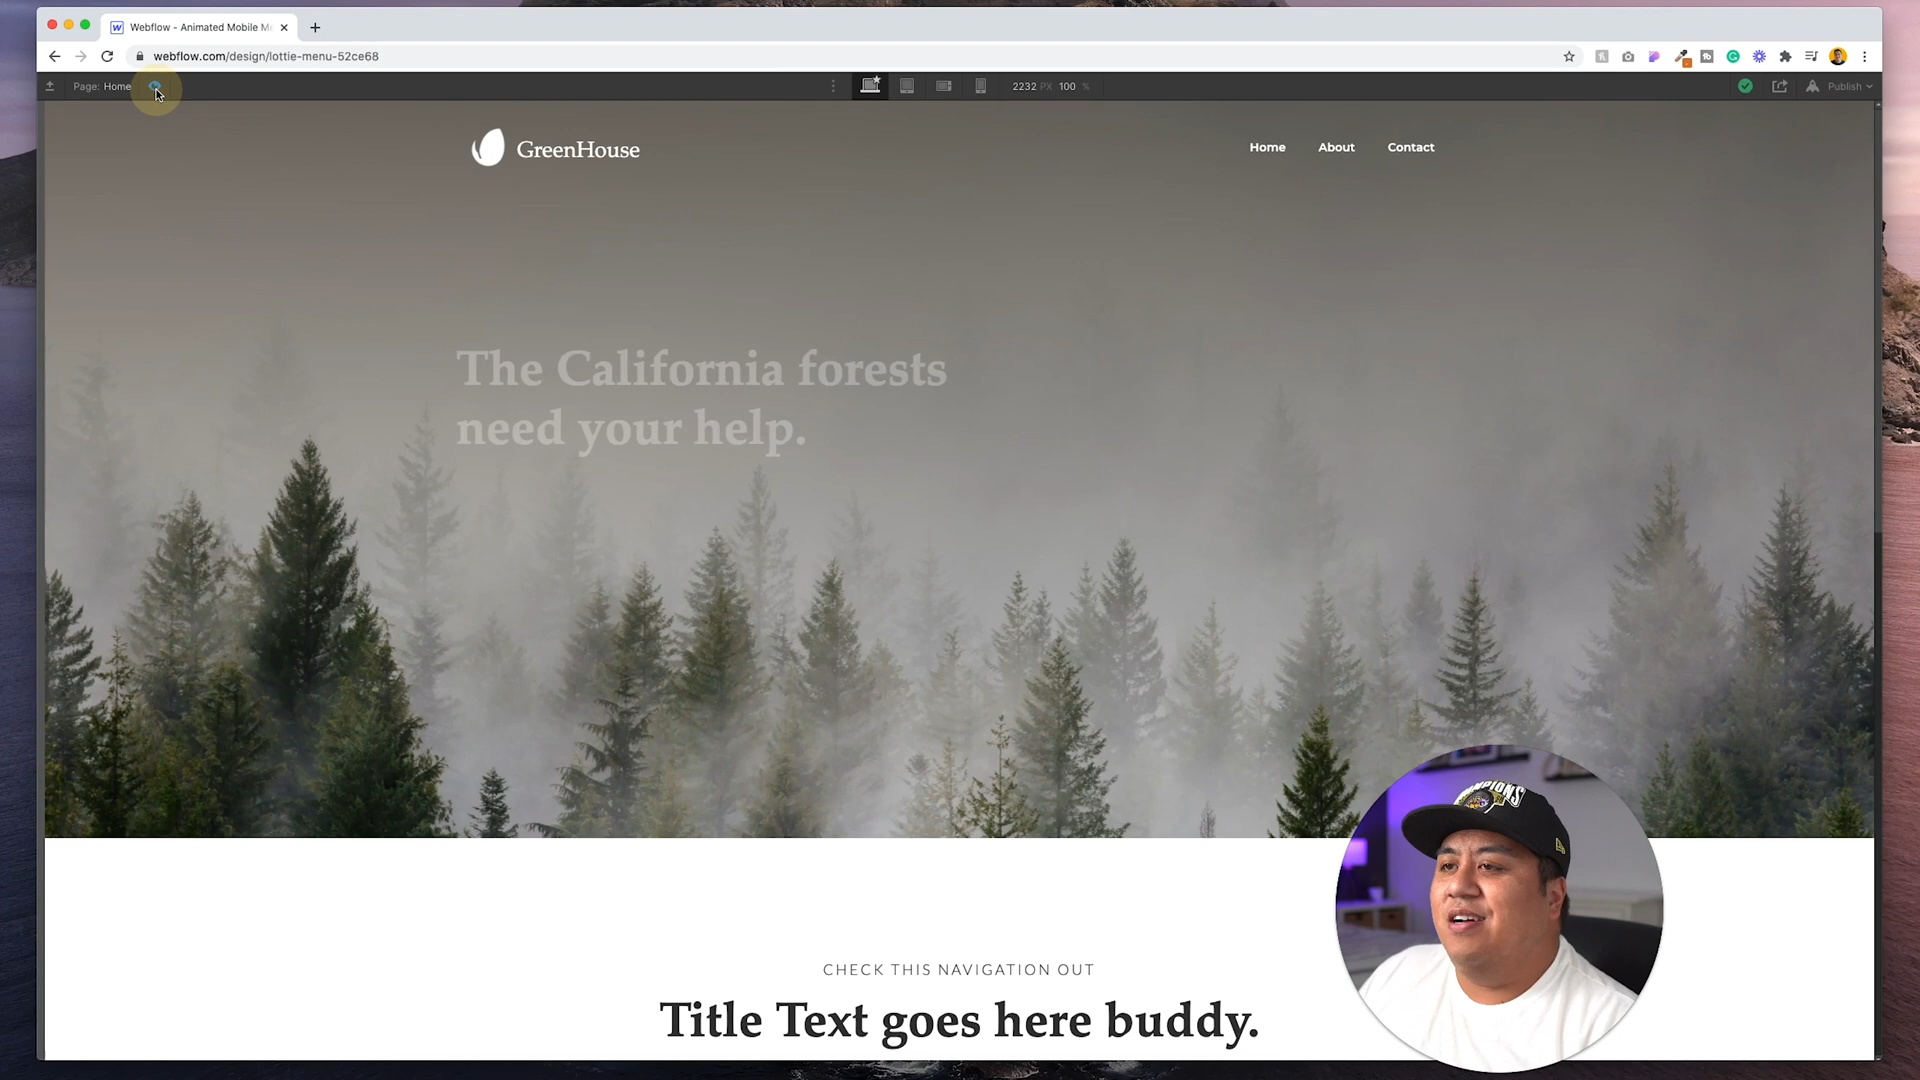 Webflow - Animated Mobile Me
webflow.com/design/lottie-menu-52ce68
Page: Home
2232 PX 100 %
Publish
GreenHouse
Home About Contact
The California forests
need your help.
CHECK THIS NAVIGATION OUT
Title Text goes here buddy.